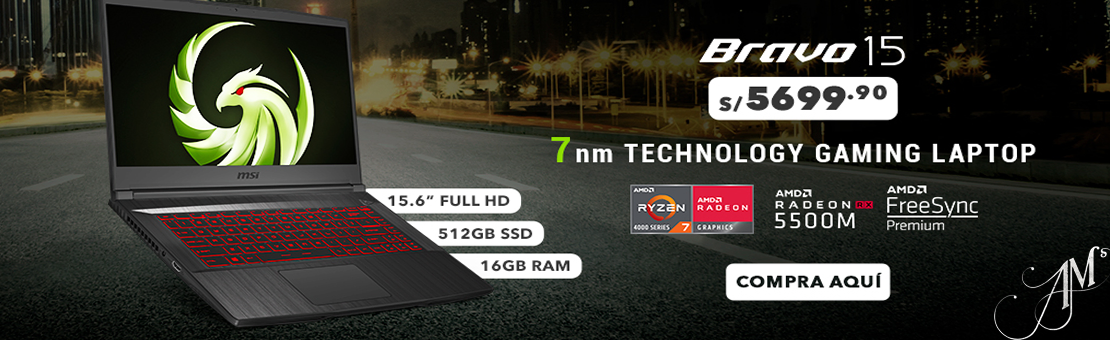 Bravo 15
S/5699.90
7nm TECHNOLOGY GAMING LAPTOP
msi
15.6” FULL HD
512GB SSD
16GB RAM
AMD
RYZEN
4000 SERIES 7
AMD
RADEON
GRAPHICS
AMD
RADEON RX
5500M
AMD
FreeSync
Premium
COMPRA AQUÍ
AMs